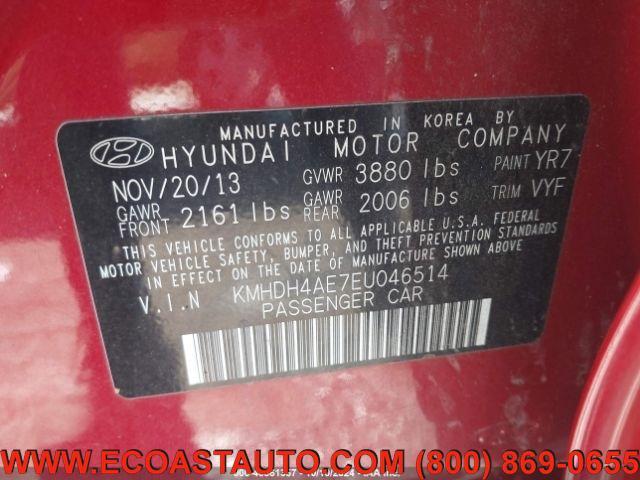 MANUFACTURED IN KOREA BY
HYUNDAI MOTOR COMPANY
NOV/20/13 GVWR 3880 lbs PAINT YR7
GAWR FRONT 2161 lbs GAWR REAR 2006 lbs TRIM VYF
THIS VEHICLE CONFORMS TO ALL APPLICABLE U.S.A. FEDERAL
MOTOR VEHICLE SAFETY, BUMPER, AND THEFT PREVENTION STANDARDS
IN EFFECT ON THE DATE OF MANUFACTURE SHOWN ABOVE.
V.I.N KMHDH4AE7EU046514
PASSENGER CAR
WWW.ECOASTAUTO.COM (800) 869-0655